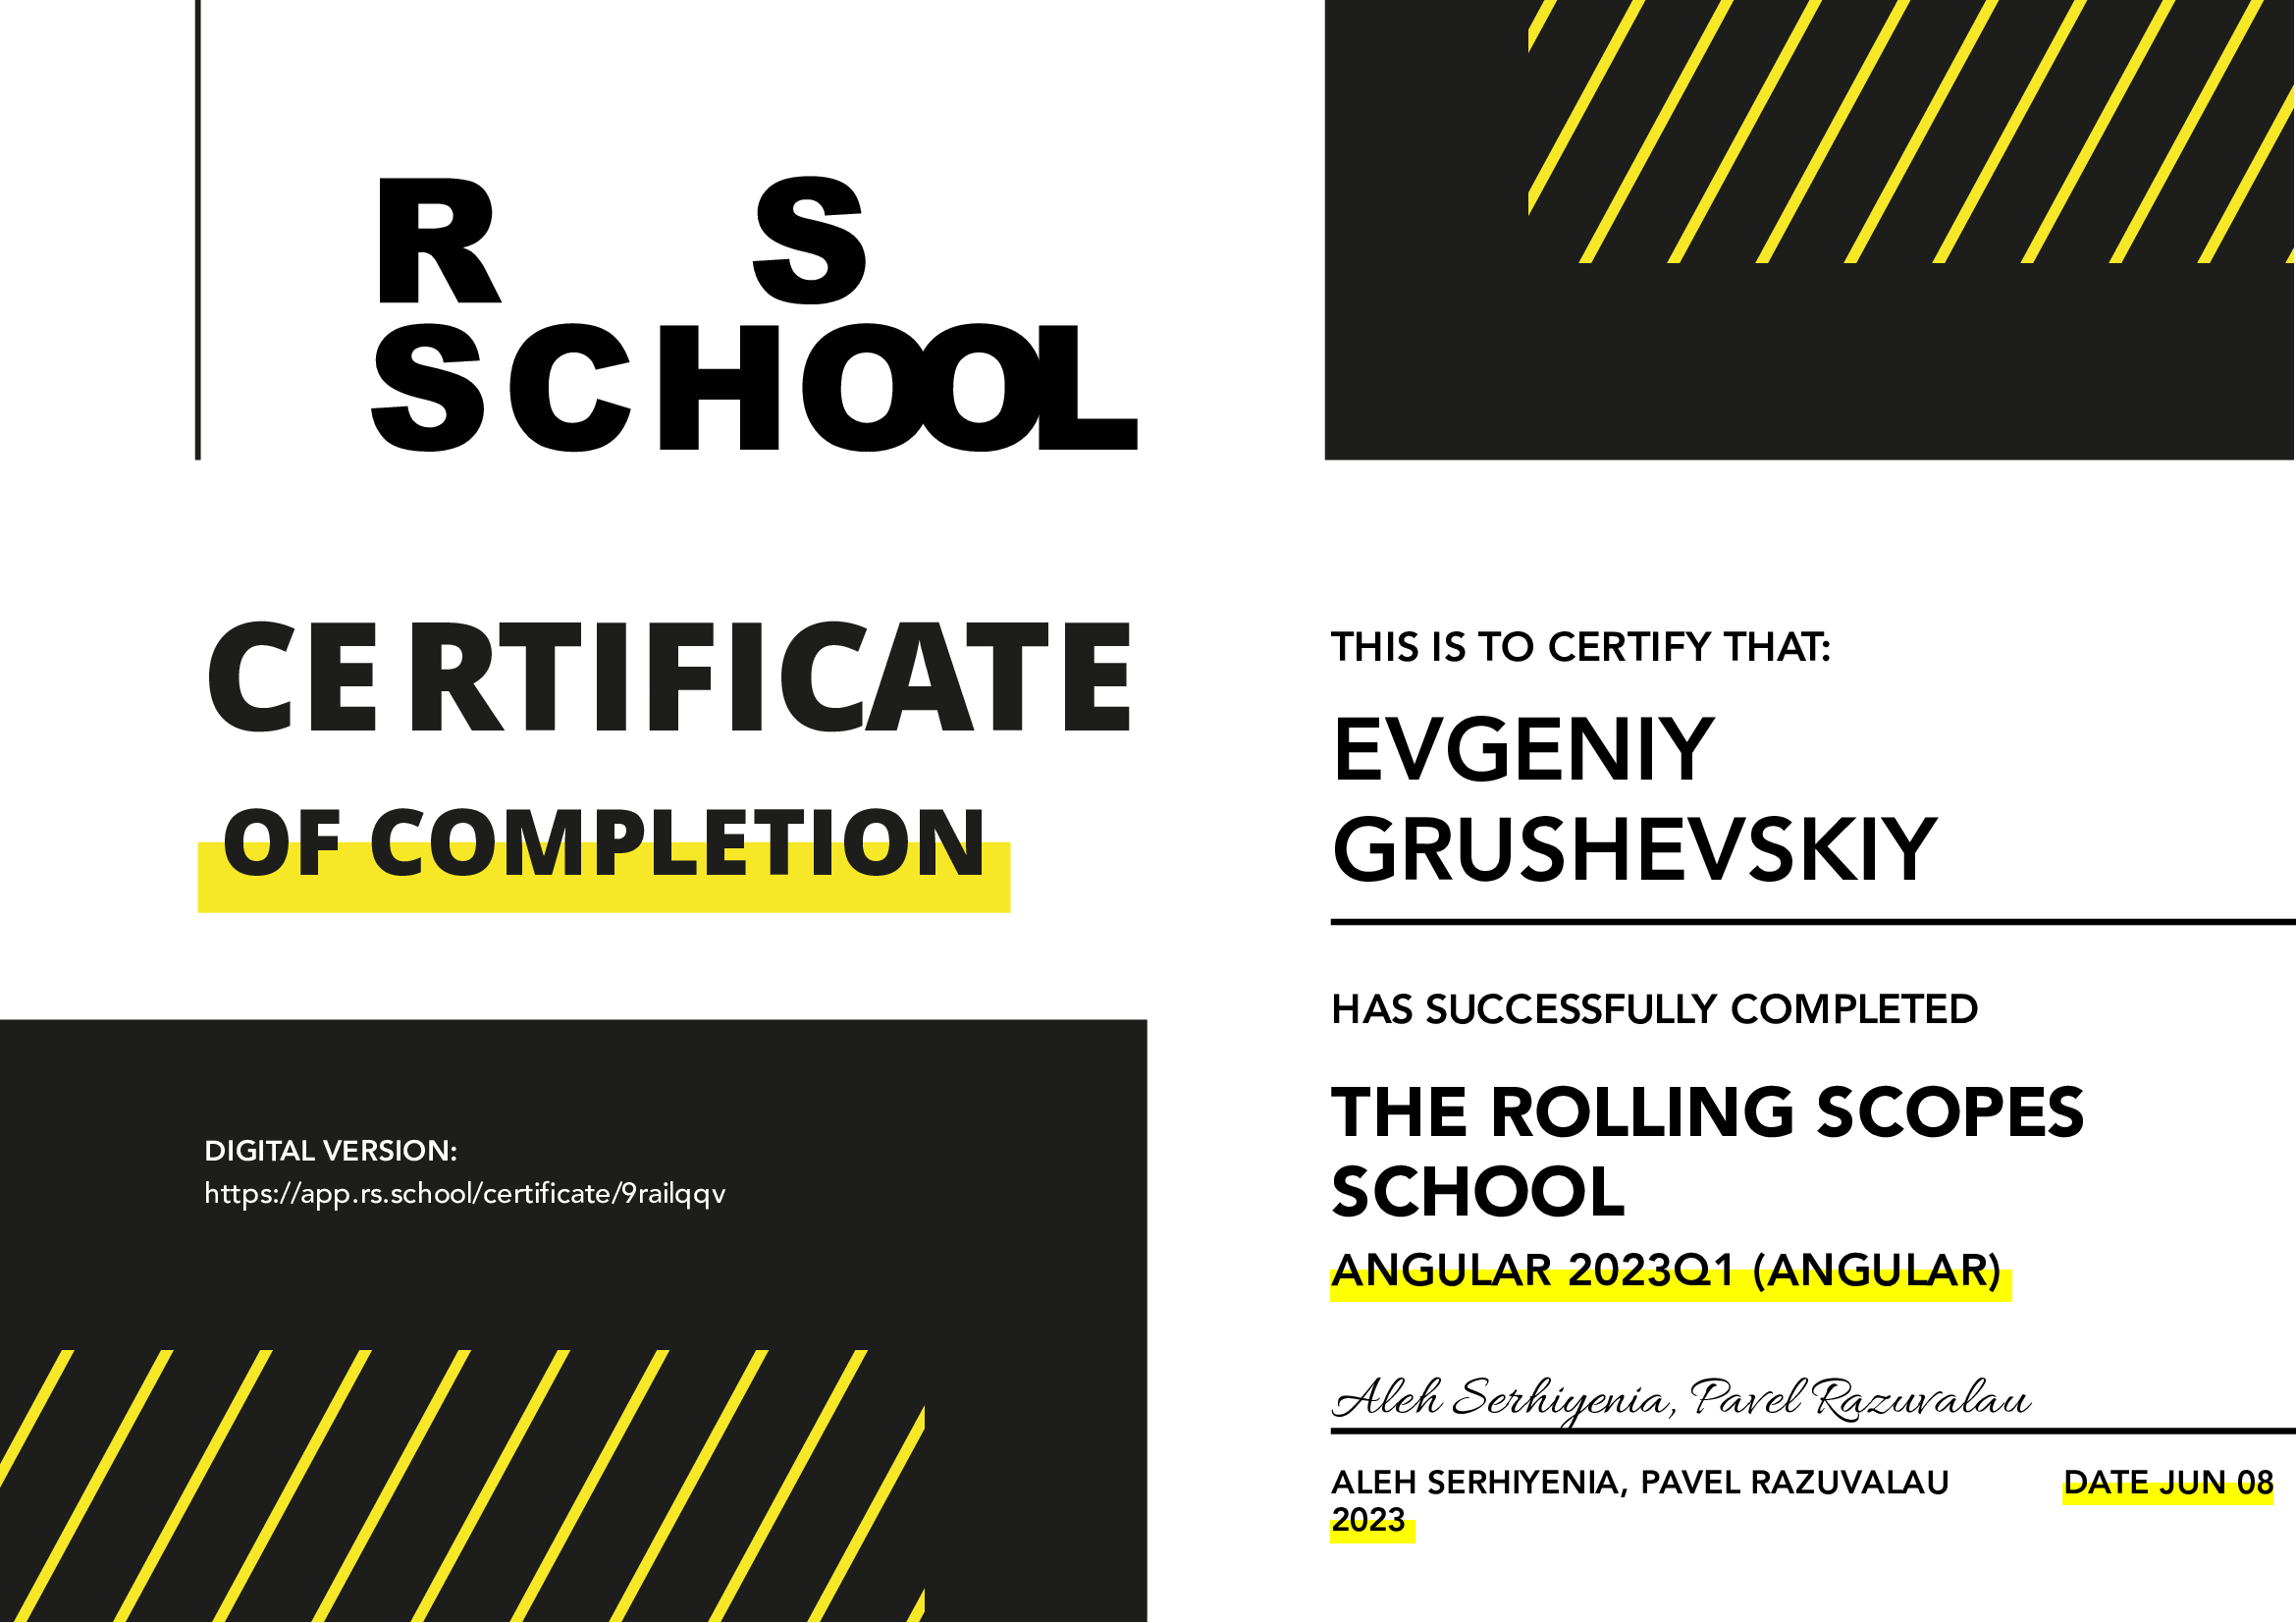 R S
SCHOOL
CERTIFICATE
OF COMPLETION
DIGITAL VERSION:
https://app.rs.school/certificate/9railqqv
THIS IS TO CERTIFY THAT:
EVGENIY
GRUSHEVSKIY
HAS SUCCESSFULLY COMPLETED
THE ROLLING SCOPES
SCHOOL
ANGULAR 2023Q1 (ANGULAR)
Aleh Serhiyenia, Pavel Razuvalau
ALEH SERHIYENIA, PAVEL RAZUVALAU DATE JUN 08
2023